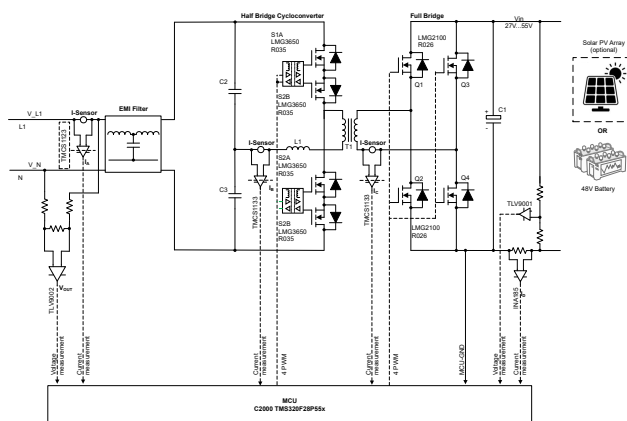 Half Bridge Cycloconverter
Full Bridge
Vin
27V...55V
S1A
LMG3650
R035
LMG2100
R026
Solar PV Array
(optional)
EMI Filter
C2
S2B
LMG3650
R035
Q1
Q3
C1
+
-
V_L1
I-Sensor
L1
TMCS1123
I-Sensor
L1
T1
I-Sensor
OR
V_N
N
S2A
LMG3650
R035
C3
TMCS1133
TMCS1133
Q2
Q4
TLV9001
48V Battery
S2B
LMG3650
R035
LMG2100
R026
VOUT
TLV9002
INA185
Voltage
measurement
Current
measurement
Current
measurement
4 PWM
Current
measurement
4 PWM
MCU-GND
Voltage
measurement
Current
measurement
MCU
C2000 TMS320F28P55x